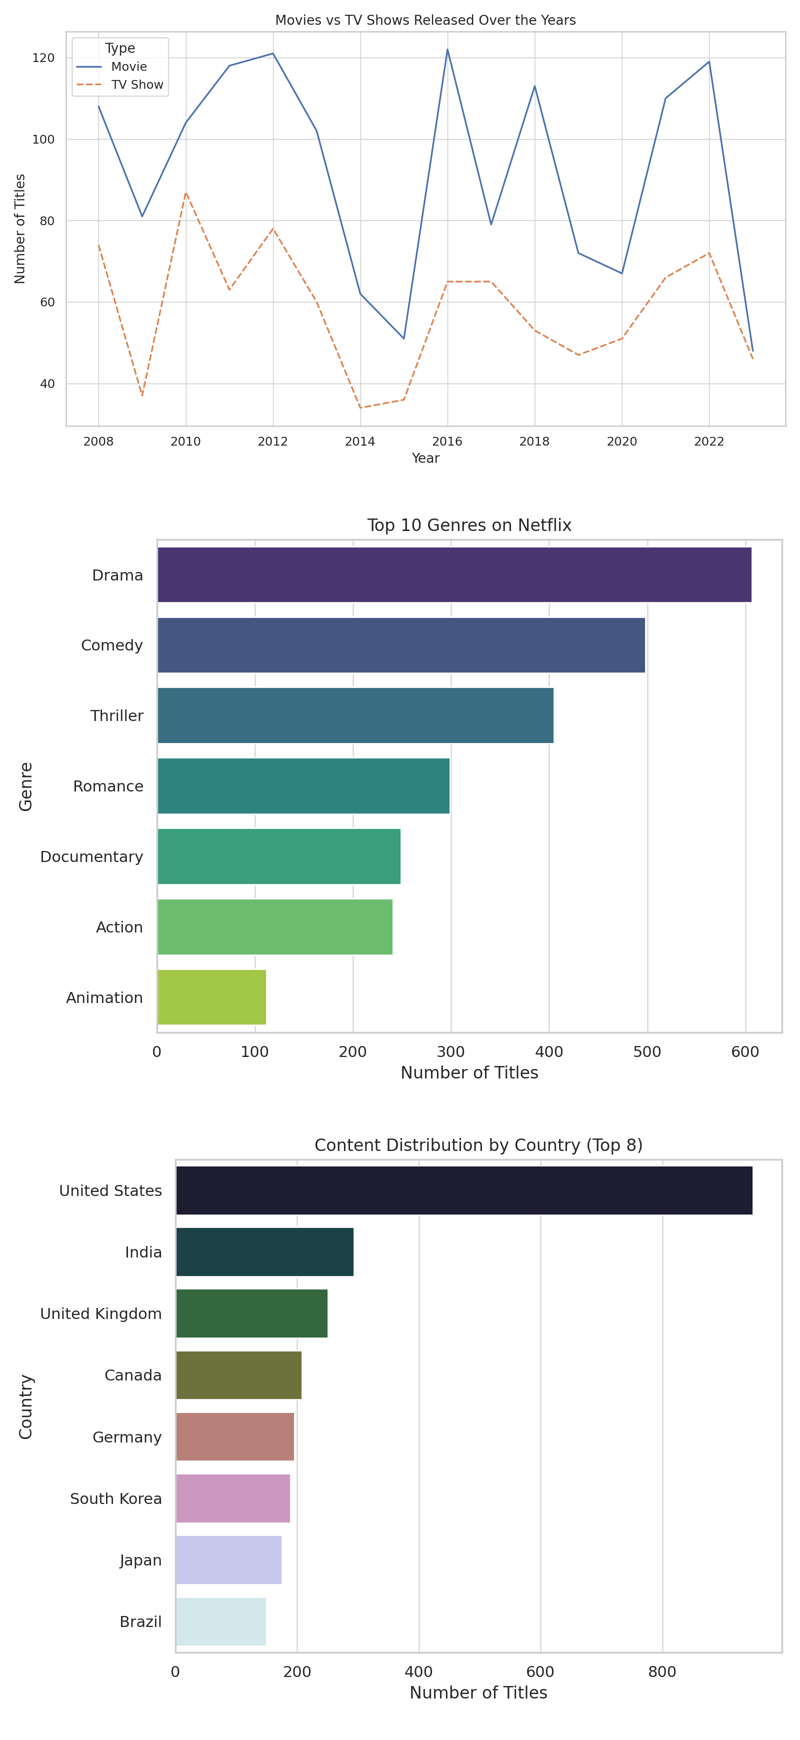 Movies vs TV Shows Released Over the Years
Type
Movie
TV Show
120
100
80
60
40
Number of Titles
2008 2010 2012 2014 2016 2018 2020 2022
Year
Top 10 Genres on Netflix
Drama
Comedy
Thriller
Romance
Documentary
Action
Animation
Genre
0 100 200 300 400 500 600
Number of Titles
Content Distribution by Country (Top 8)
United States
India
United Kingdom
Canada
Germany
South Korea
Japan
Brazil
Country
0 200 400 600 800
Number of Titles